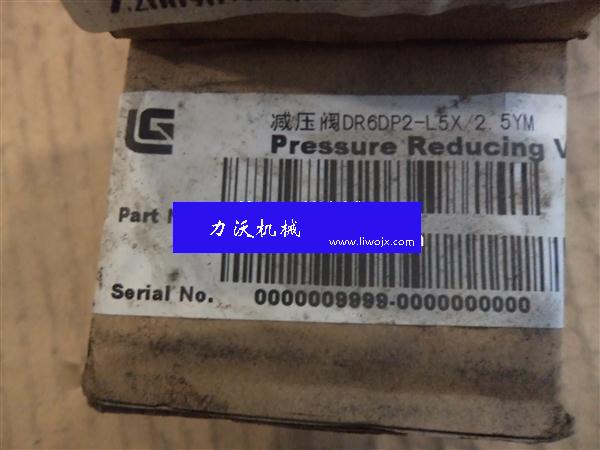 减压阀DR6DP2-L5X/2.5YM
Pressure Reducing
Part
力沃机械
www.liwojx.com
Serial No. 0000009999-0000000000